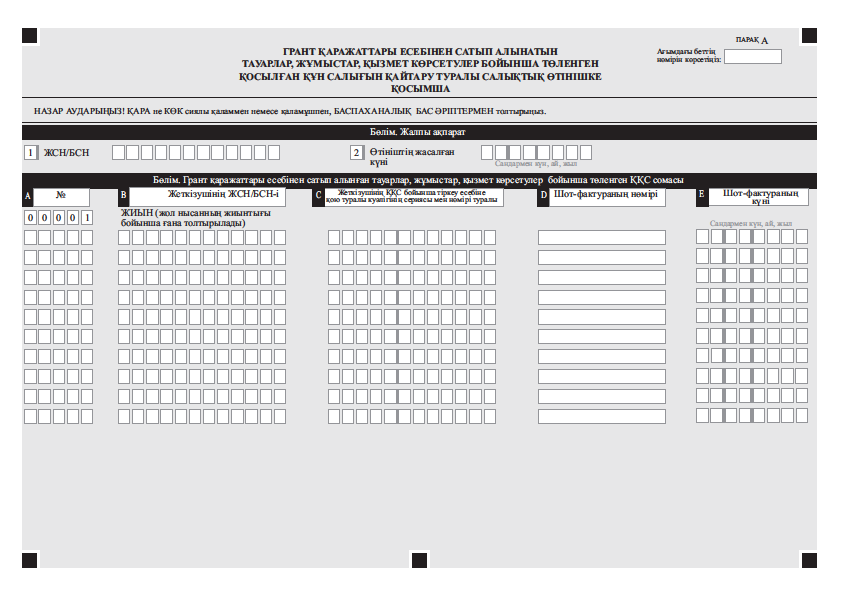 ПАРАҚ А
Ағымдағы беттің
нөмірін көрсетіңіз:
ГРАНТ ҚАРАЖАТТАРЫ ЕСЕБІНЕН САТЫП АЛЫНАТЫН
ТАУАРЛАР, ЖҰМЫСТАР, ҚЫЗМЕТ КӨРСЕТУЛЕР БОЙЫНША ТӨЛЕНГЕН
ҚОСЫЛҒАН ҚҰН САЛЫҒЫН ҚАЙТАРУ ТУРАЛЫ САЛЫҚТЫҚ ӨТІНІШКЕ
ҚОСЫМША
НАЗАР АУДАРЫҢЫЗ! ҚАРА не КӨК сиялы қаламмен немесе қаламұшпен, БАСПАХАНАЛЫҚ БАС ӘРІПТЕРМЕН толтырыңыз.
Бөлім. Жалпы ақпарат
1 ЖСН/БСН
2 Өтініштің жасалған
күні
Сандармен күн, ай, жыл
Бөлім. Грант қаражаттары есебінен сатып алынған тауарлар, жұмыстар, қызмет көрсетулер бойынша төленген ҚҚС сомасы
A №
B Жеткізушінің ЖСН/БСН-і
C Жеткізушінің ҚҚС бойынша тіркеу есебіне
қою туралы куәлігінің сериясы мен нөмірі туралы
D Шот-фактураның нөмірі
E Шот-фактураның
күні
0 0 0 0 1
ЖИЫН (жол нысанның жиынтығы
бойынша ғана толтырылады)
Сандармен күн, ай, жыл